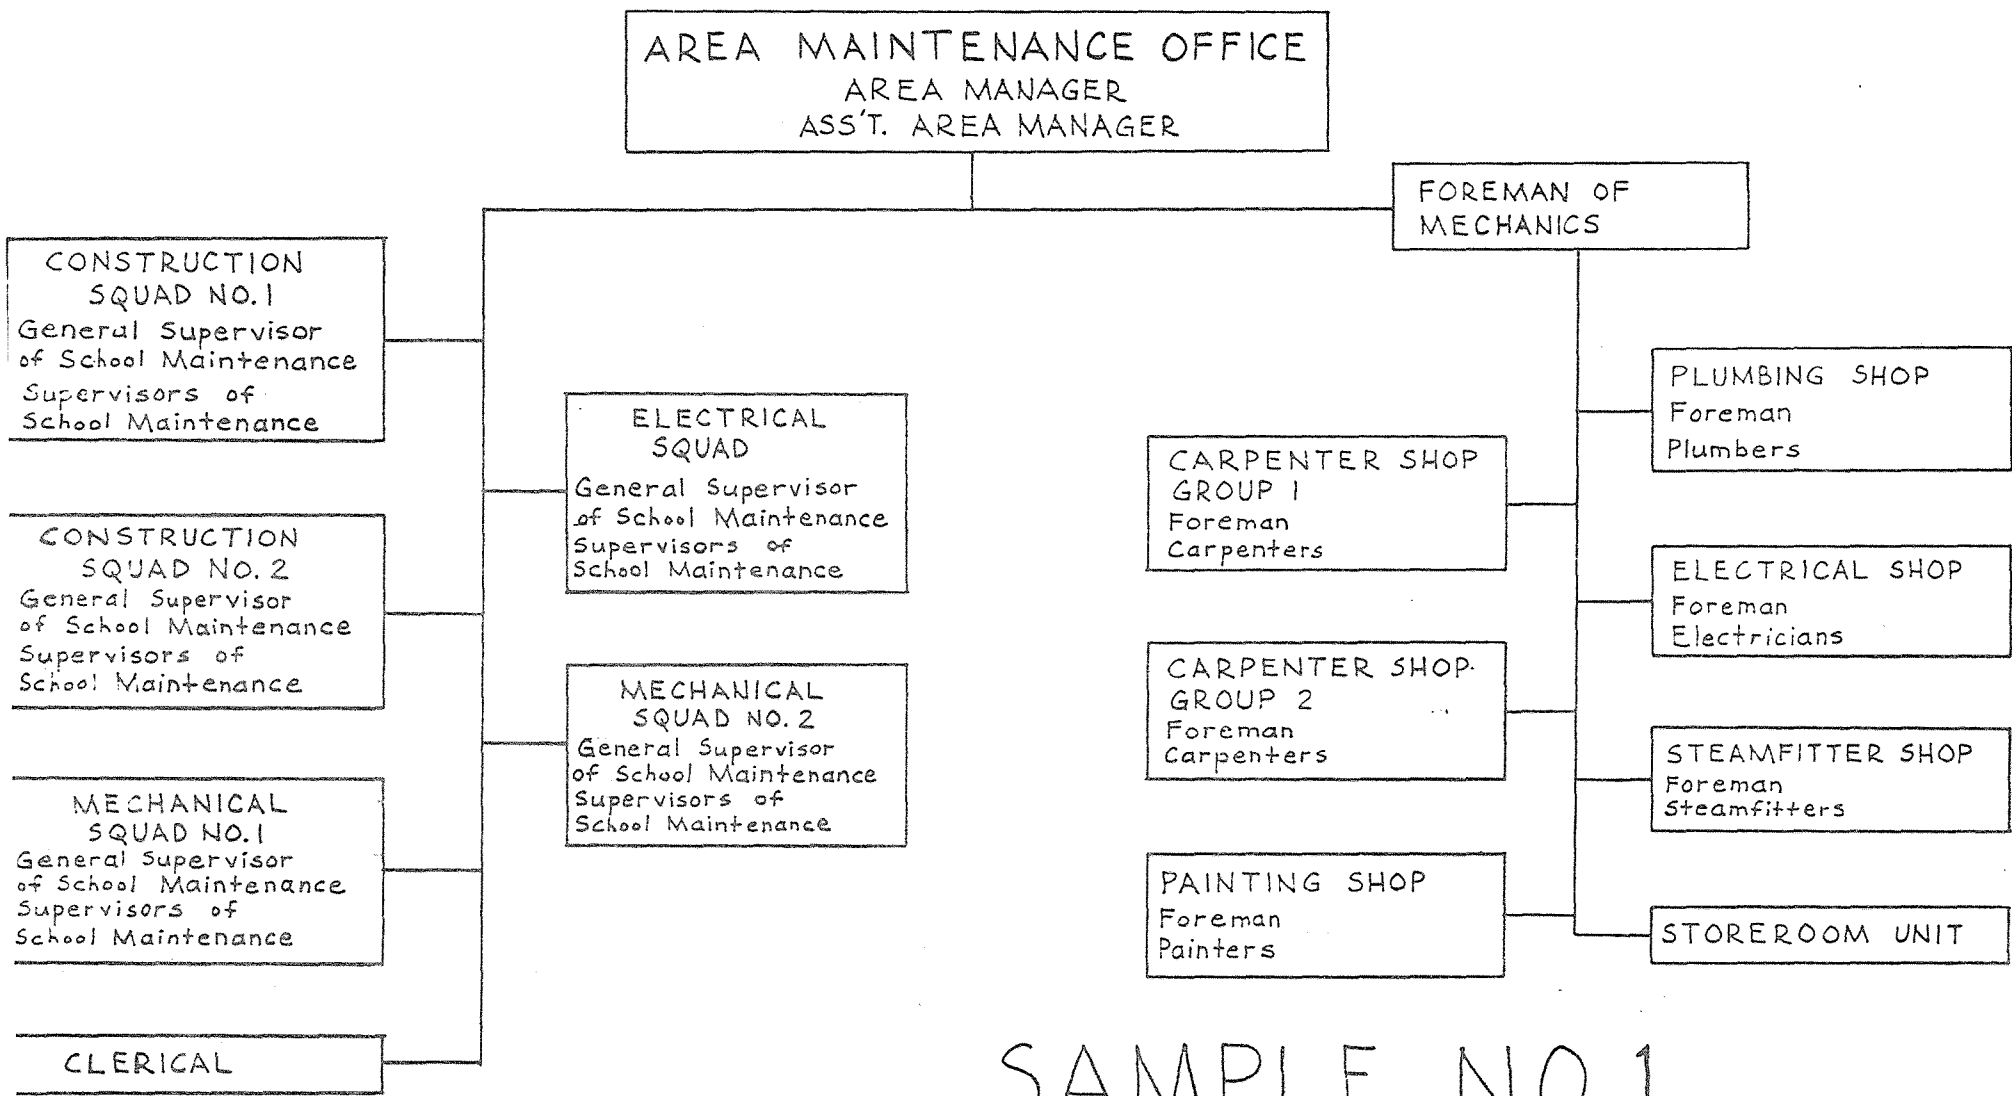 AREA MAINTENANCE OFFICE
AREA MANAGER
ASS'T. AREA MANAGER
FOREMAN OF
MECHANICS
CONSTRUCTION
SQUAD NO. 1
General Supervisor
of School Maintenance
Supervisors of
School Maintenance
CONSTRUCTION
SQUAD NO. 2
General Supervisor
of School Maintenance
Supervisors of
School Maintenance
MECHANICAL
SQUAD NO. 1
General Supervisor
of School Maintenance
Supervisors of
School Maintenance
CLERICAL
ELECTRICAL
SQUAD
General Supervisor
of School Maintenance
Supervisors of
School Maintenance
MECHANICAL
SQUAD NO. 2
General Supervisor
of School Maintenance
Supervisors of
School Maintenance
CARPENTER SHOP
GROUP 1
Foreman
Carpenters
CARPENTER SHOP
GROUP 2
Foreman
Carpenters
PAINTING SHOP
Foreman
Painters
PLUMBING SHOP
Foreman
Plumbers
ELECTRICAL SHOP
Foreman
Electricians
STEAMFITTER SHOP
Foreman
Steamfitters
STOREROOM UNIT
SAMPLE NO.1